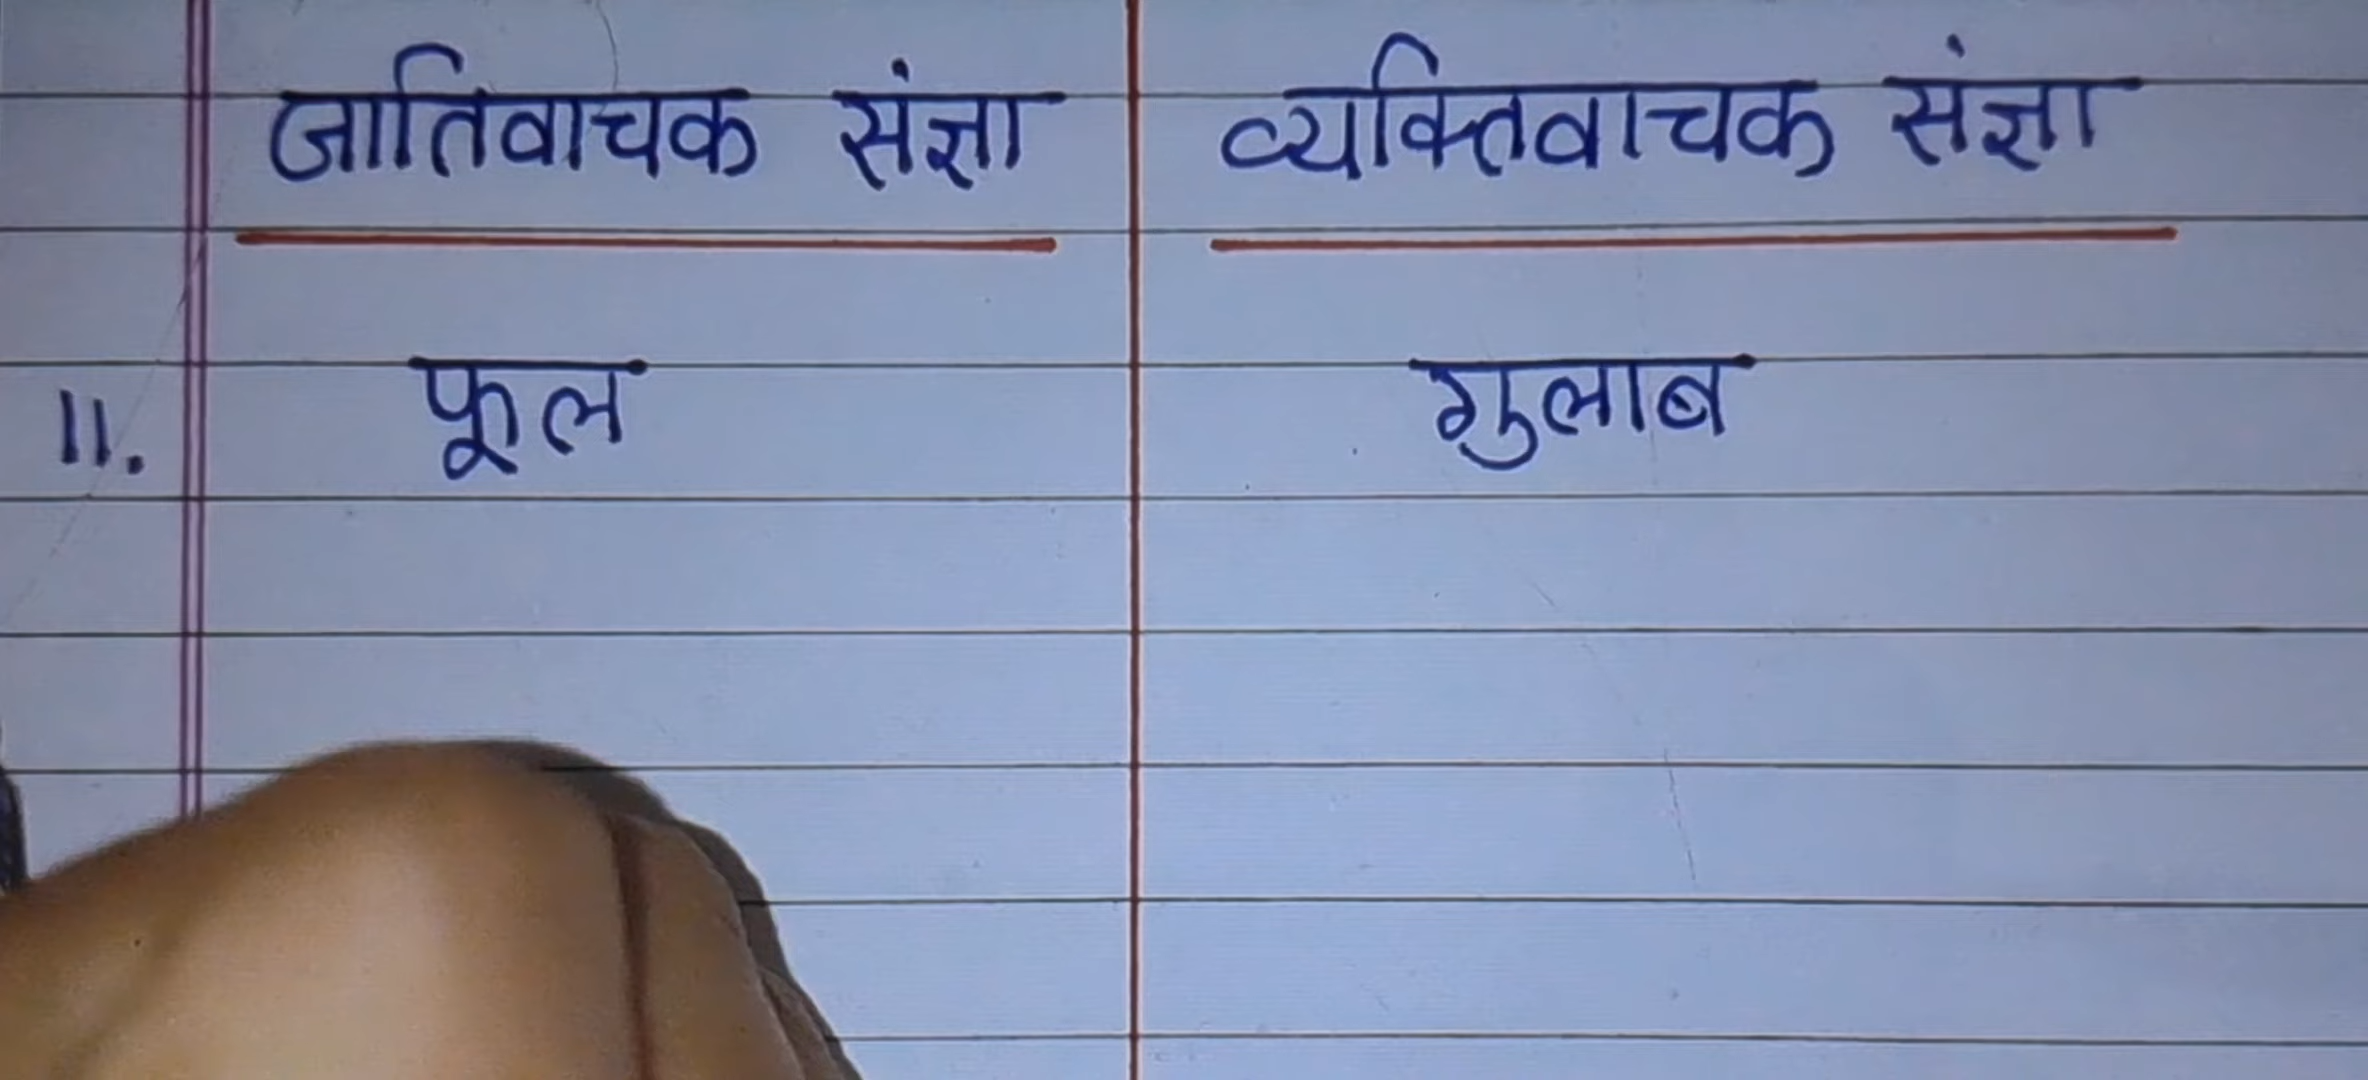 जातिवाचक संज्ञा व्यक्तिवाचक संज्ञा
11. फूल गुलाब